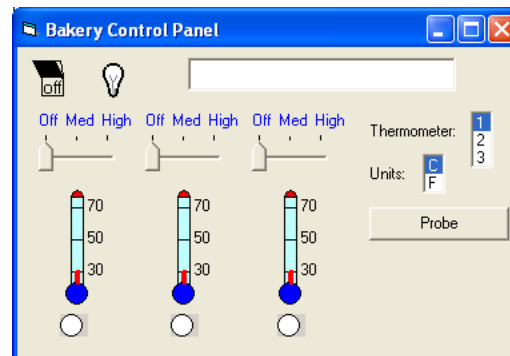 Bakery Control Panel
off
Off Med High Off Med High Off Med High
Thermometer: 1
2
3
Units: C
F
70 70 70
50 50 50
30 30 30
Probe